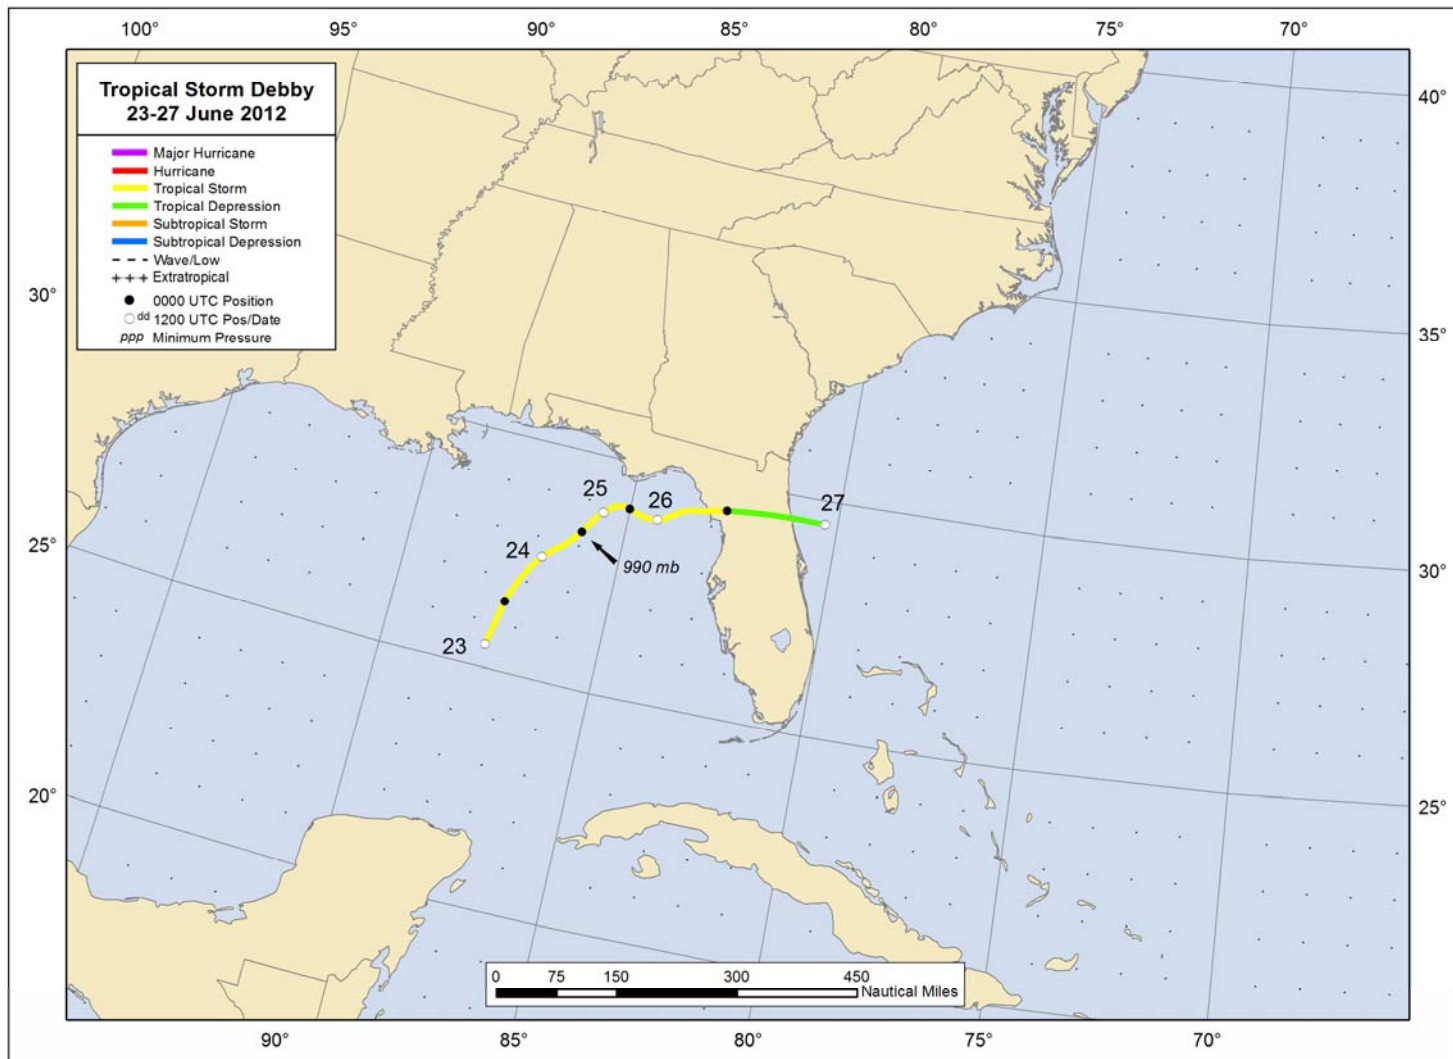 100° 95° 90° 85° 80° 75° 70°
Tropical Storm Debby
23-27 June 2012
Major Hurricane
Hurricane
Tropical Storm
Tropical Depression
Subtropical Storm
Subtropical Depression
Wave/Low
Extratropical
0000 UTC Position
dd 1200 UTC Pos/Date
ppp Minimum Pressure
40°
30°
35°
25
26
27
25°
24
990 mb
30°
23
20°
25°
0 75 150 300 450
Nautical Miles
90° 85° 80° 75° 70°